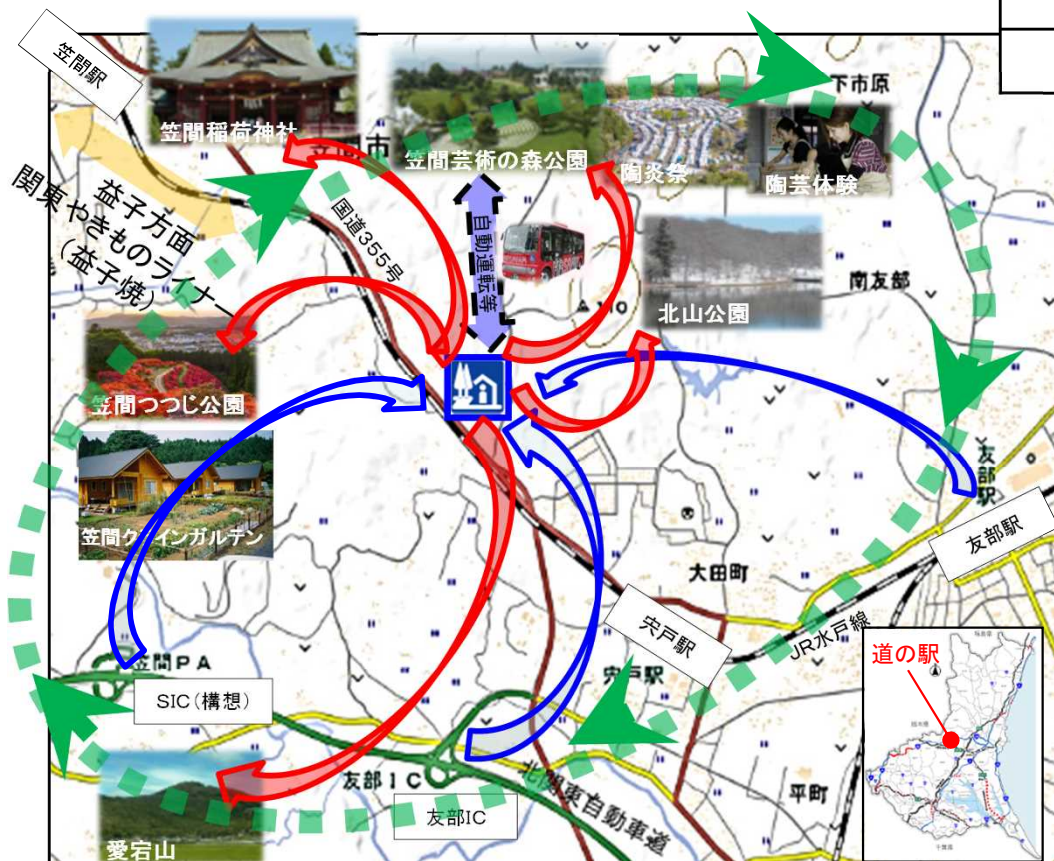 笠間駅
笠間稲荷神社
笠間市
笠間芸術の森公園
陶炎祭
下市原
陶芸体験
益子方面
関東やきものライナー
(益子焼)
国道355号
自動運転等
北山公園
南友部
笠間つつじ公園
笠間クラインガルテン
友部駅
友部駅
大田町
宍戸駅
宍戸駅
JR水戸線
笠間PA
SIC(構想)
道の駅
友部IC
友部IC
北関東自動車道
平町
愛宕山